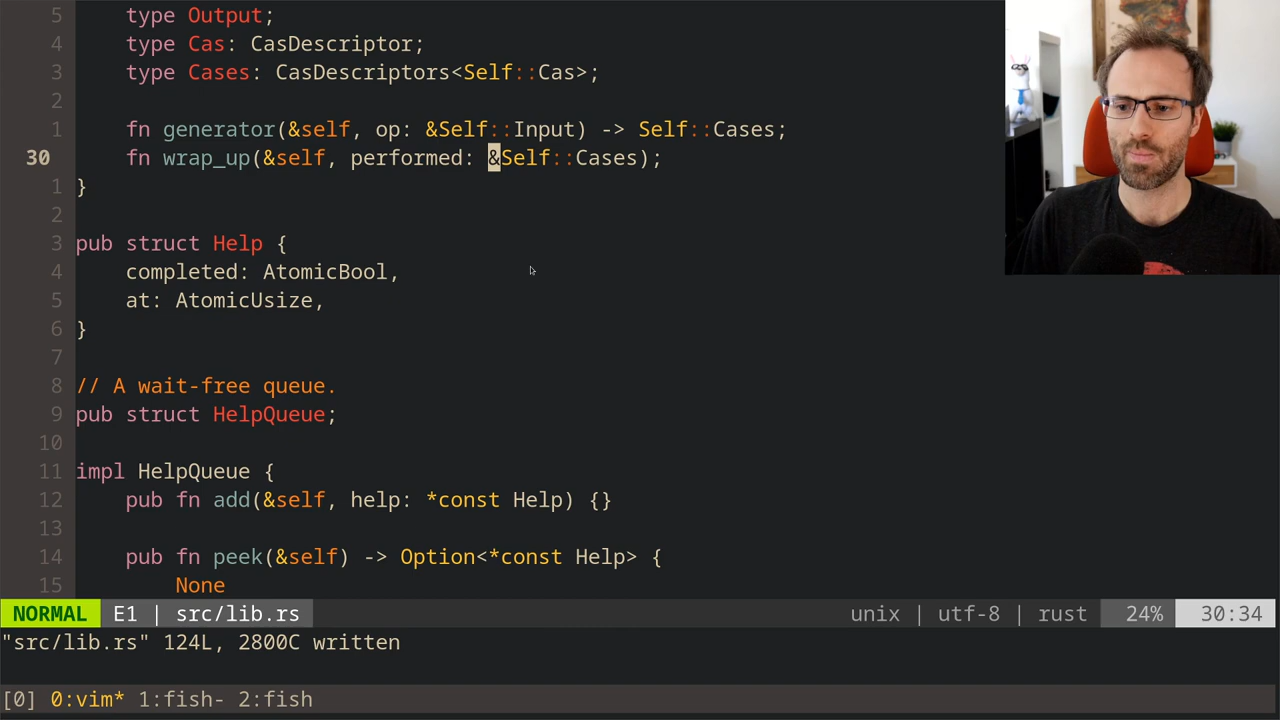 5     type Output;
4     type Cas: CasDescriptor;
3     type Cases: CasDescriptors<Self::Cas>;
2
1     fn generator(&self, op: &Self::Input) -> Self::Cases;
30     fn wrap_up(&self, performed: &Self::Cases);
1 }
2
3 pub struct Help {
4     completed: AtomicBool,
5     at: AtomicUsize,
6 }
7
8 // A wait-free queue.
9 pub struct HelpQueue;
10
11 impl HelpQueue {
12     pub fn add(&self, help: *const Help) {}
13
14     pub fn peek(&self) -> Option<*const Help> {
15         None
NORMAL E1 | src/lib.rs unix | utf-8 | rust 24% 30:34
"src/lib.rs" 124L, 2800C written
[0] 0:vim* 1:fish- 2:fish